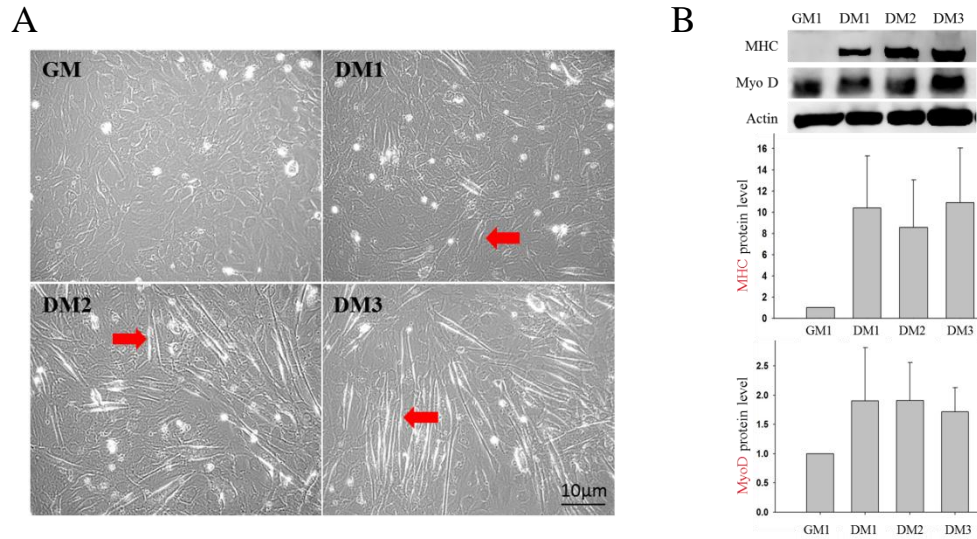 A
GM
DM1
DM2
DM3
10μm
B
GM1 DM1 DM2 DM3
MHC
Myo D
Actin
MHC protein level
16
14
12
10
8
6
4
2
0
GM1 DM1 DM2 DM3
MyoD protein level
2.5
2.0
1.5
1.0
0.5
0.0
GM1 DM1 DM2 DM3